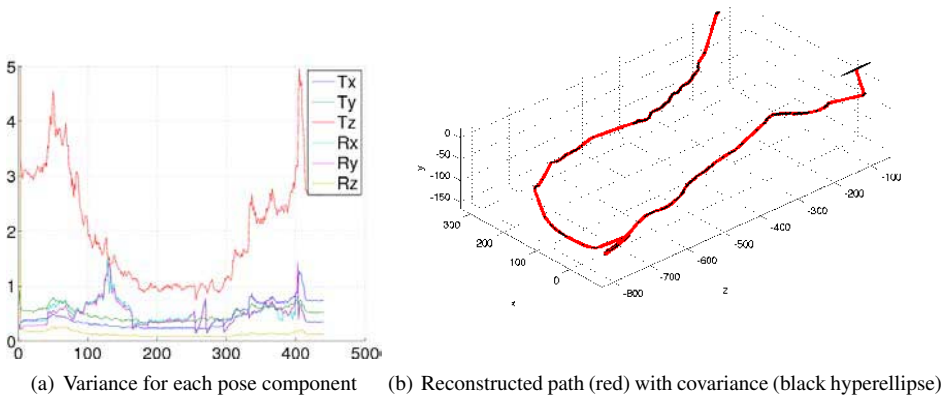 5
4
3
2
1
0
0 100 200 300 400 500
Tx
Ty
Tz
Rx
Ry
Rz
0
-50
-100
-150
y
300
200
100
0
x
-800
-700
-600
-500
-400
-300
-200
-100
z
(a) Variance for each pose component
(b) Reconstructed path (red) with covariance (black hyperellipse)